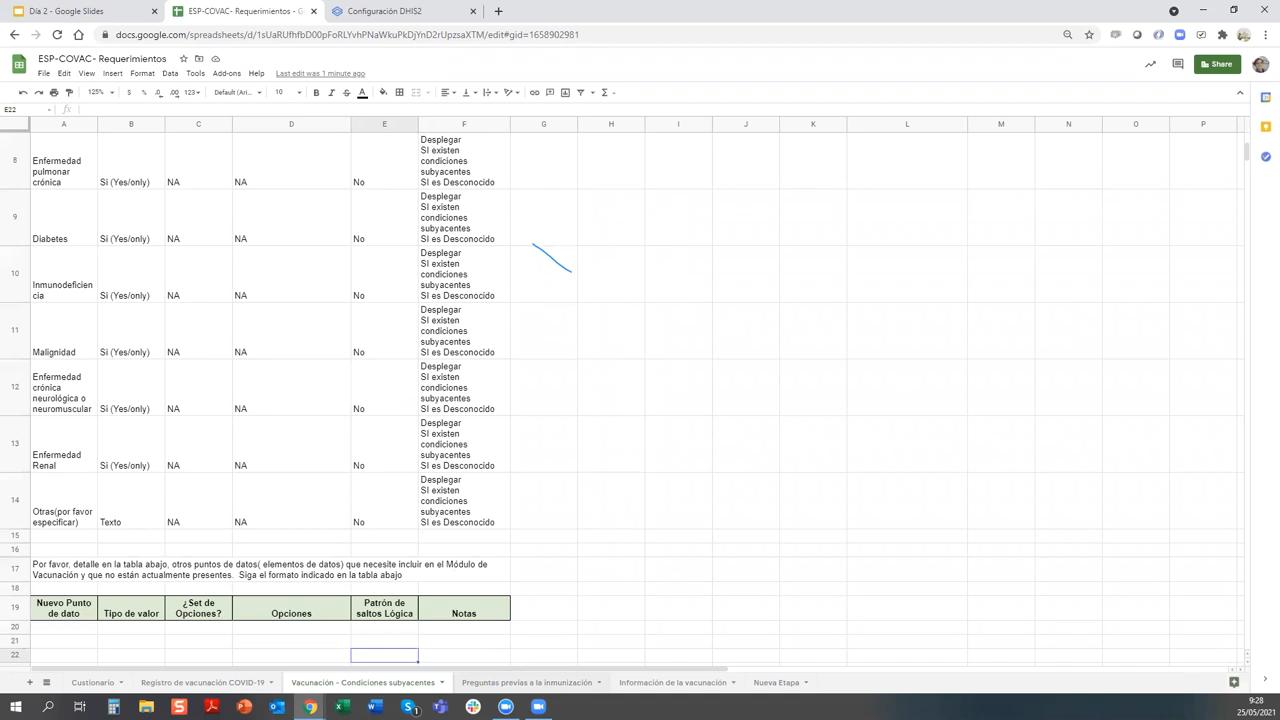 Día 2 - Google Slides
ESP-COVAC- Requerimientos - G
Configuración DHIS2
docs.google.com/spreadsheets/d/1sUaRUfhfbD00pFoRLYvhPNaWkuPkDjYnD2rUpzsaXTM/edit#gid=1658902981
ESP-COVAC- Requerimientos
File Edit View Insert Format Data Tools Add-ons Help Last edit was 1 minute ago
Share
125% $ % .0 .00 123 Default (Ari... 10 B I S A
E22 fx
A B C D E F G H I J K L M N O P
8
Enfermedad
pulmonar
crónica
Si (Yes/only) NA NA No
Desplegar
SI existen
condiciones
subyacentes
SI es Desconocido
9
Diabetes Si (Yes/only) NA NA No
Desplegar
SI existen
condiciones
subyacentes
SI es Desconocido
10
Inmunodeficien
cia
Si (Yes/only) NA NA No
Desplegar
SI existen
condiciones
subyacentes
SI es Desconocido
11
Malignidad Si (Yes/only) NA NA No
Desplegar
SI existen
condiciones
subyacentes
SI es Desconocido
12
Enfermedad
crónica
neurológica o
neuromuscular
Si (Yes/only) NA NA No
Desplegar
SI existen
condiciones
subyacentes
SI es Desconocido
13
Enfermedad
Renal
Si (Yes/only) NA NA No
Desplegar
SI existen
condiciones
subyacentes
SI es Desconocido
14
Otras(por favor
especificar)
Texto NA NA No
Desplegar
SI existen
condiciones
subyacentes
SI es Desconocido
15
16
17
Por favor, detalle en la tabla abajo, otros puntos de datos( elementos de datos) que necesite incluir en el Módulo de
Vacunación y que no están actualmente presentes. Siga el formato indicado en la tabla abajo
18
19
Nuevo Punto
de dato
Tipo de valor
¿Set de
Opciones?
Opciones
Patrón de
saltos Lógica
Notas
20
21
22
Custionario Registro de vacunación COVID-19 Vacunación - Condiciones subyacentes Preguntas previas a la inmunización Información de la vacunación Nueva Etapa
9:28
25/05/2021